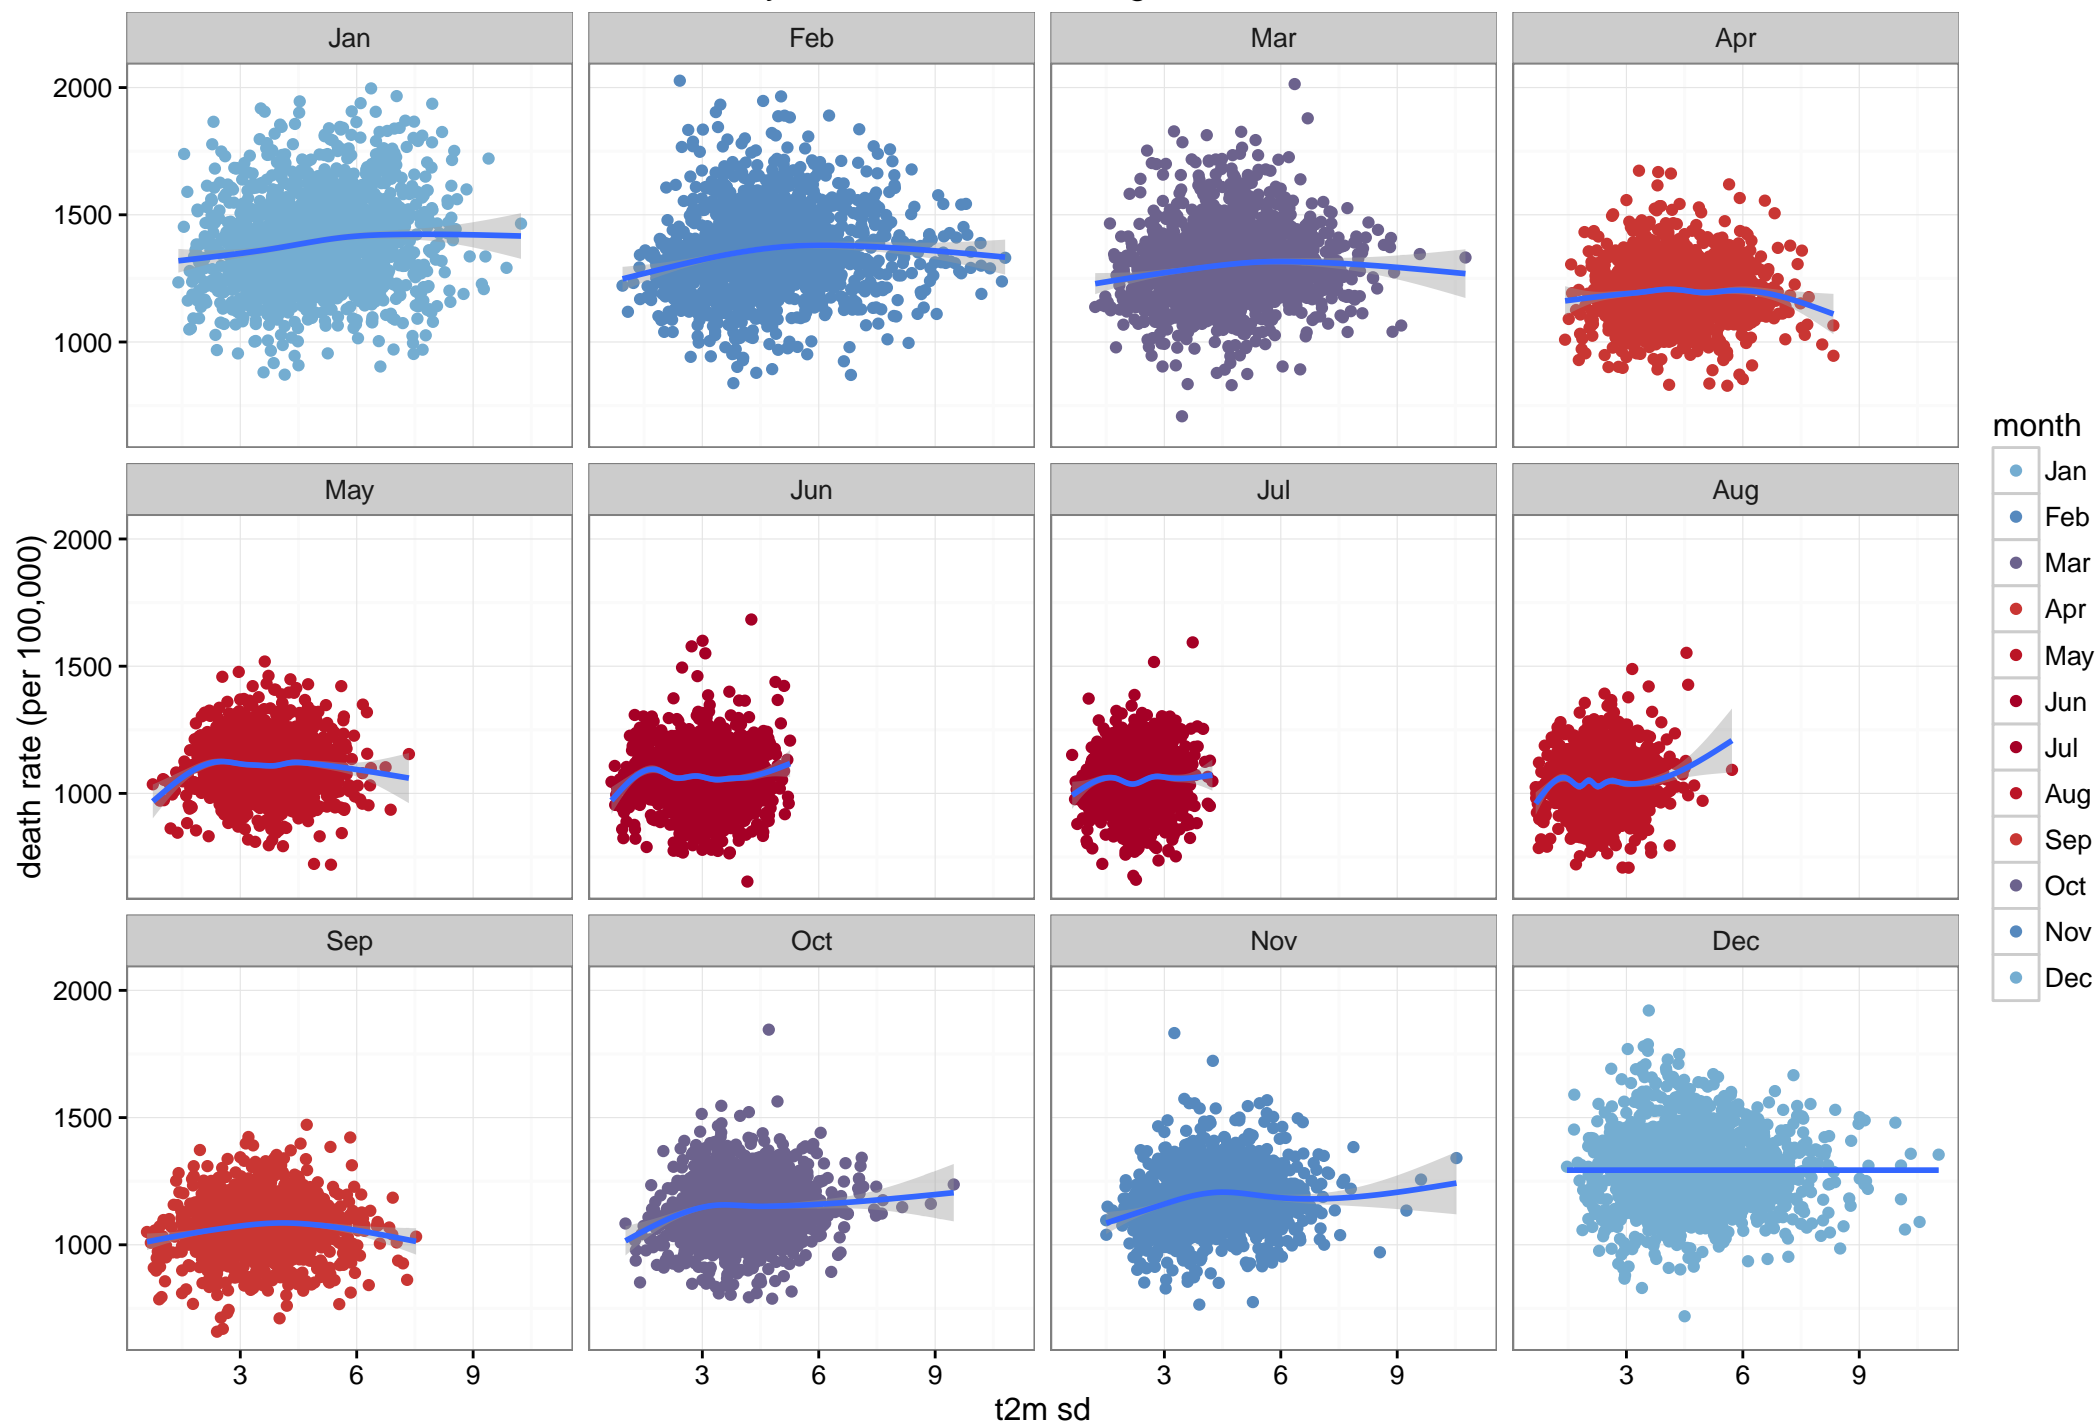 Jan Feb Mar Apr
2000
1500
1000
May Jun Jul Aug
2000
1500
1000
Sep Oct Nov Dec
2000
1500
1000
3 6 9 3 6 9 3 6 9 3 6 9
t2m sd
death rate (per 100,000)
month
Jan
Feb
Mar
Apr
May
Jun
Jul
Aug
Sep
Oct
Nov
Dec